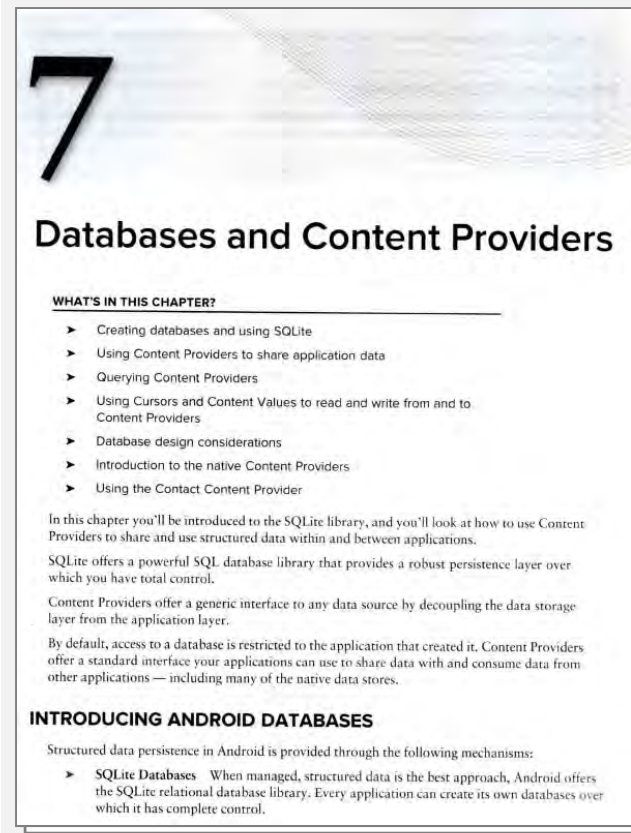 7
Databases and Content Providers
WHAT'S IN THIS CHAPTER?
➤ Creating databases and using SQLite
➤ Using Content Providers to share application data
➤ Querying Content Providers
➤ Using Cursors and Content Values to read and write from and to
Content Providers
➤ Database design considerations
➤ Introduction to the native Content Providers
➤ Using the Contact Content Provider
In this chapter you'll be introduced to the SQLite library, and you'll look at how to use Content
Providers to share and use structured data within and between applications.
SQLite offers a powerful SQL database library that provides a robust persistence layer over
which you have total control.
Content Providers offer a generic interface to any data source by decoupling the data storage
layer from the application layer.
By default, access to a database is restricted to the application that created it. Content Providers
offer a standard interface your applications can use to share data with and consume data from
other applications — including many of the native data stores.
INTRODUCING ANDROID DATABASES
Structured data persistence in Android is provided through the following mechanisms:
➤ SQLite Databases When managed, structured data is the best approach, Android offers
the SQLite relational database library. Every application can create its own databases over
which it has complete control.